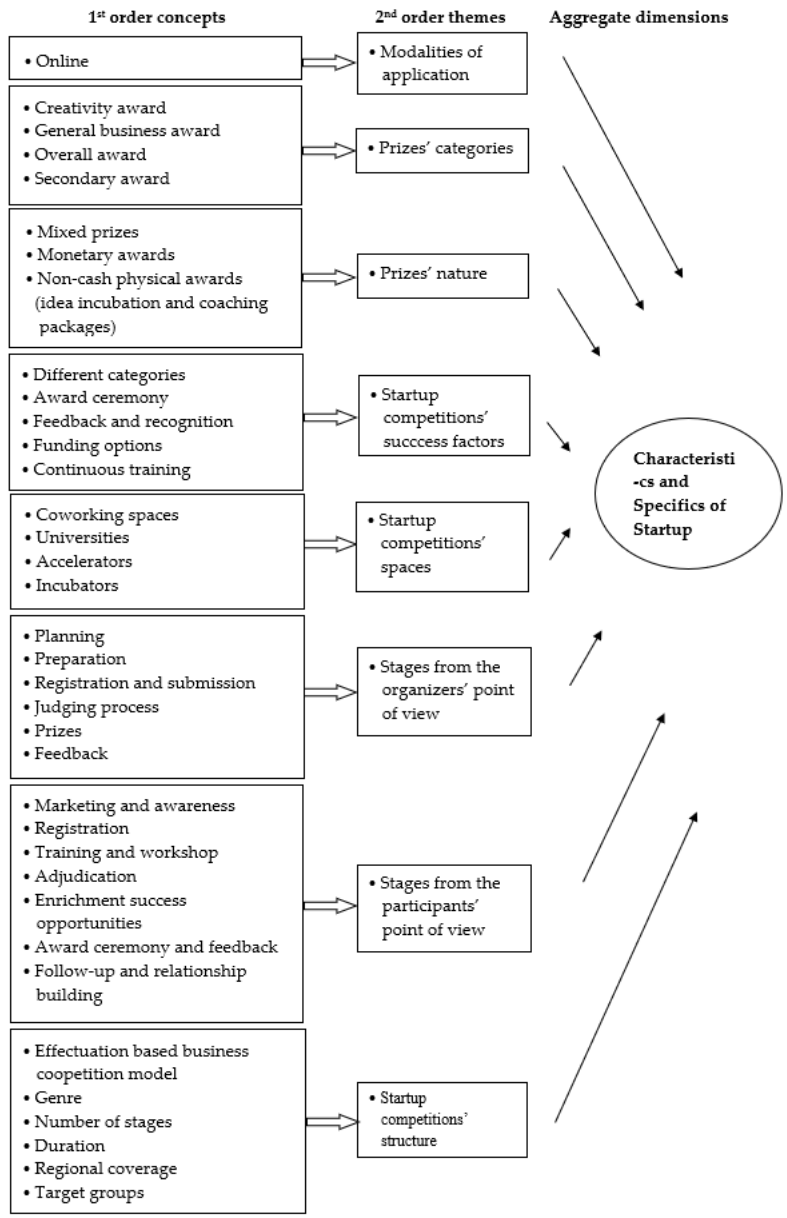 1st order concepts
2nd order themes
Aggregate dimensions
• Online
• Modalities of
application
• Creativity award
• General business award
• Overall award
• Secondary award
• Prizes’ categories
• Mixed prizes
• Monetary awards
• Non-cash physical awards
(idea incubation and coaching
packages)
• Prizes’ nature
• Different categories
• Award ceremony
• Feedback and recognition
• Funding options
• Continuous training
• Startup
competitions’
succcess factors
• Coworking spaces
• Universities
• Accelerators
• Incubators
• Startup
competitions’
spaces
• Planning
• Preparation
• Registration and submission
• Judging process
• Prizes
• Feedback
• Stages from the
organizers’ point
of view
• Marketing and awareness
• Registration
• Training and workshop
• Adjudication
• Enrichment success
opportunities
• Award ceremony and feedback
• Follow-up and relationship
building
• Stages from the
participants’
point of view
• Effectuation based business
coopetition model
• Genre
• Number of stages
• Duration
• Regional coverage
• Target groups
• Startup
competitions’
structure
Characteristi
-cs and
Specifics of
Startup